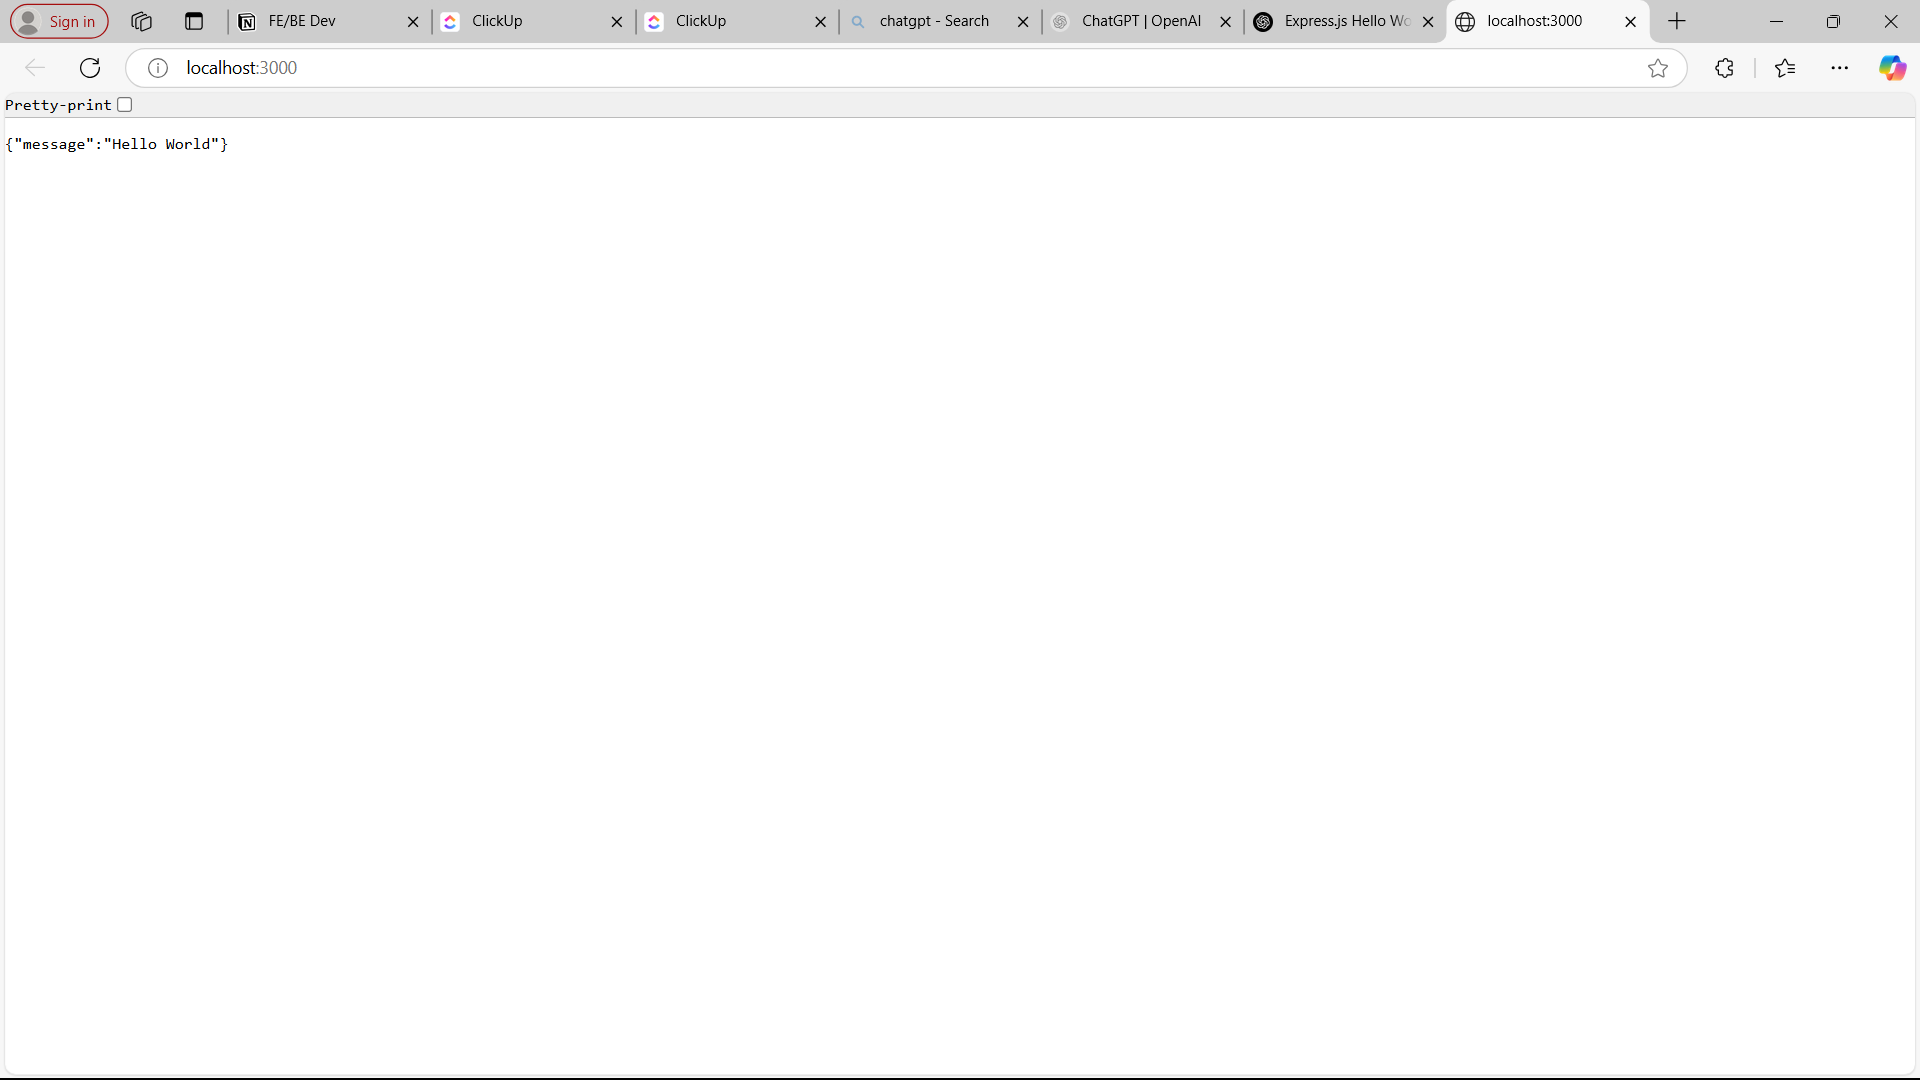 Sign in
FE/BE Dev
ClickUp
ClickUp
chatgpt - Search
ChatGPT | OpenAI
Express.js Hello Wo
localhost:3000
localhost:3000
Pretty-print
{"message":"Hello World"}